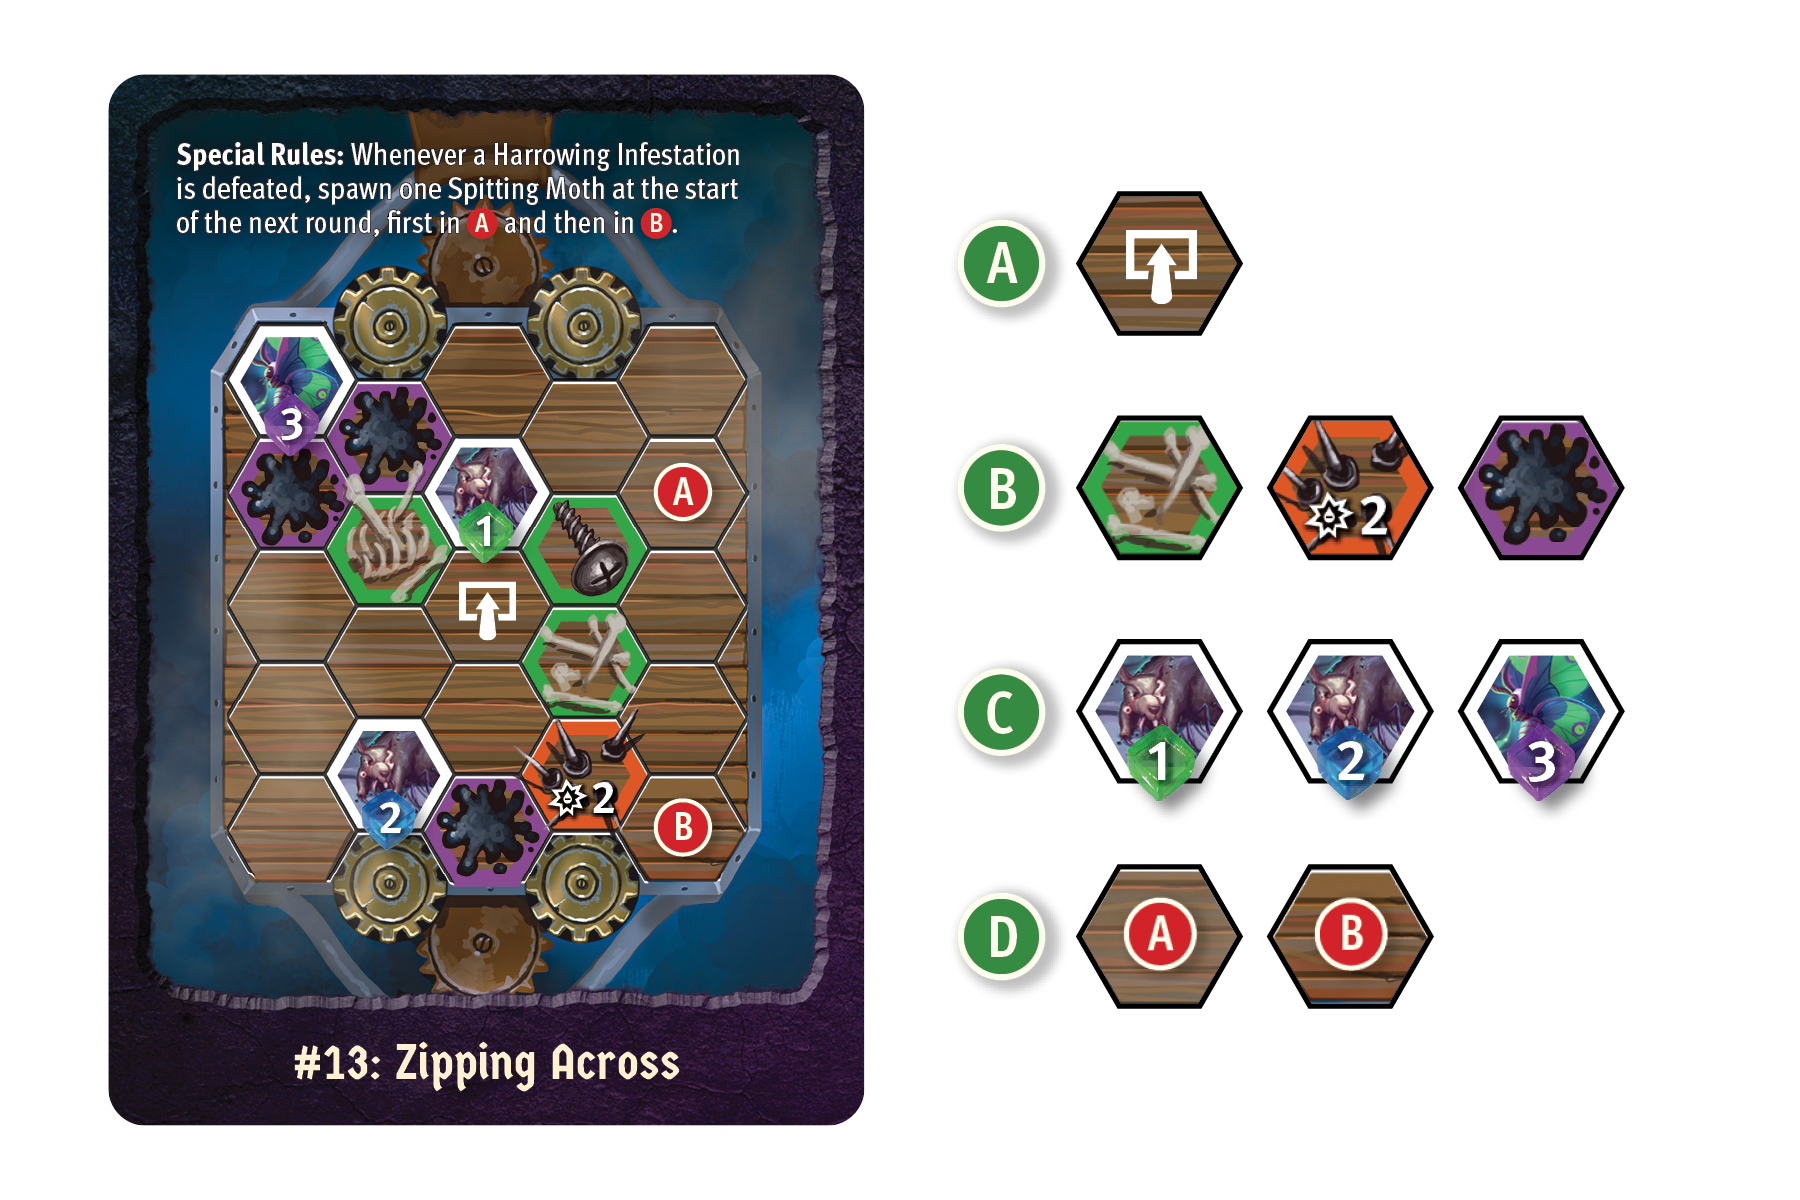 Special Rules: Whenever a Harrowing Infestation
is defeated, spawn one Spitting Moth at the start
of the next round, first in A and then in B.
3
A
1
2
2
B
#13: Zipping Across
A
B
2
C
1
2
3
D
A
B